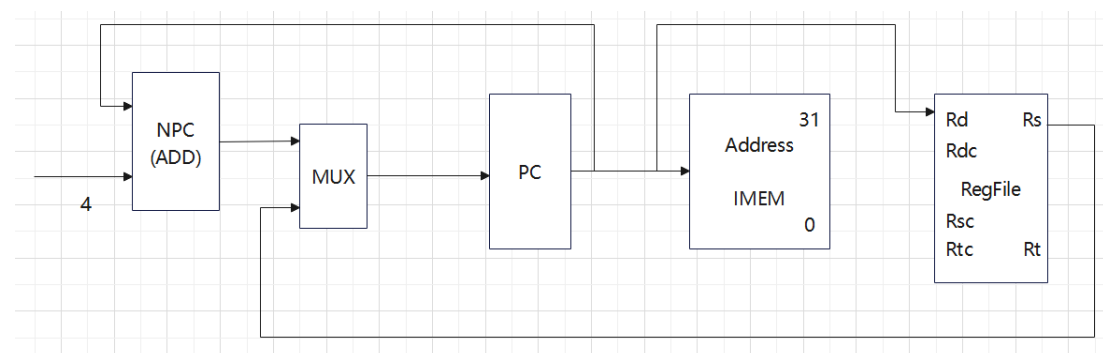 NPC
(ADD)
4
MUX
PC
31
Address
IMEM
0
Rd Rs
Rdc
RegFile
Rsc
Rtc Rt